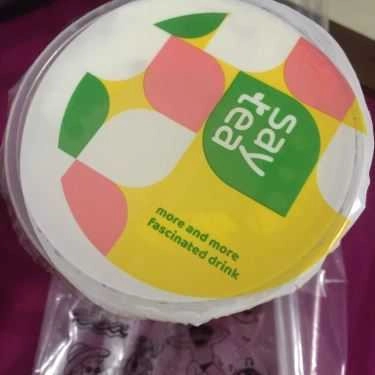 say
tea
more and more
fascinated drink